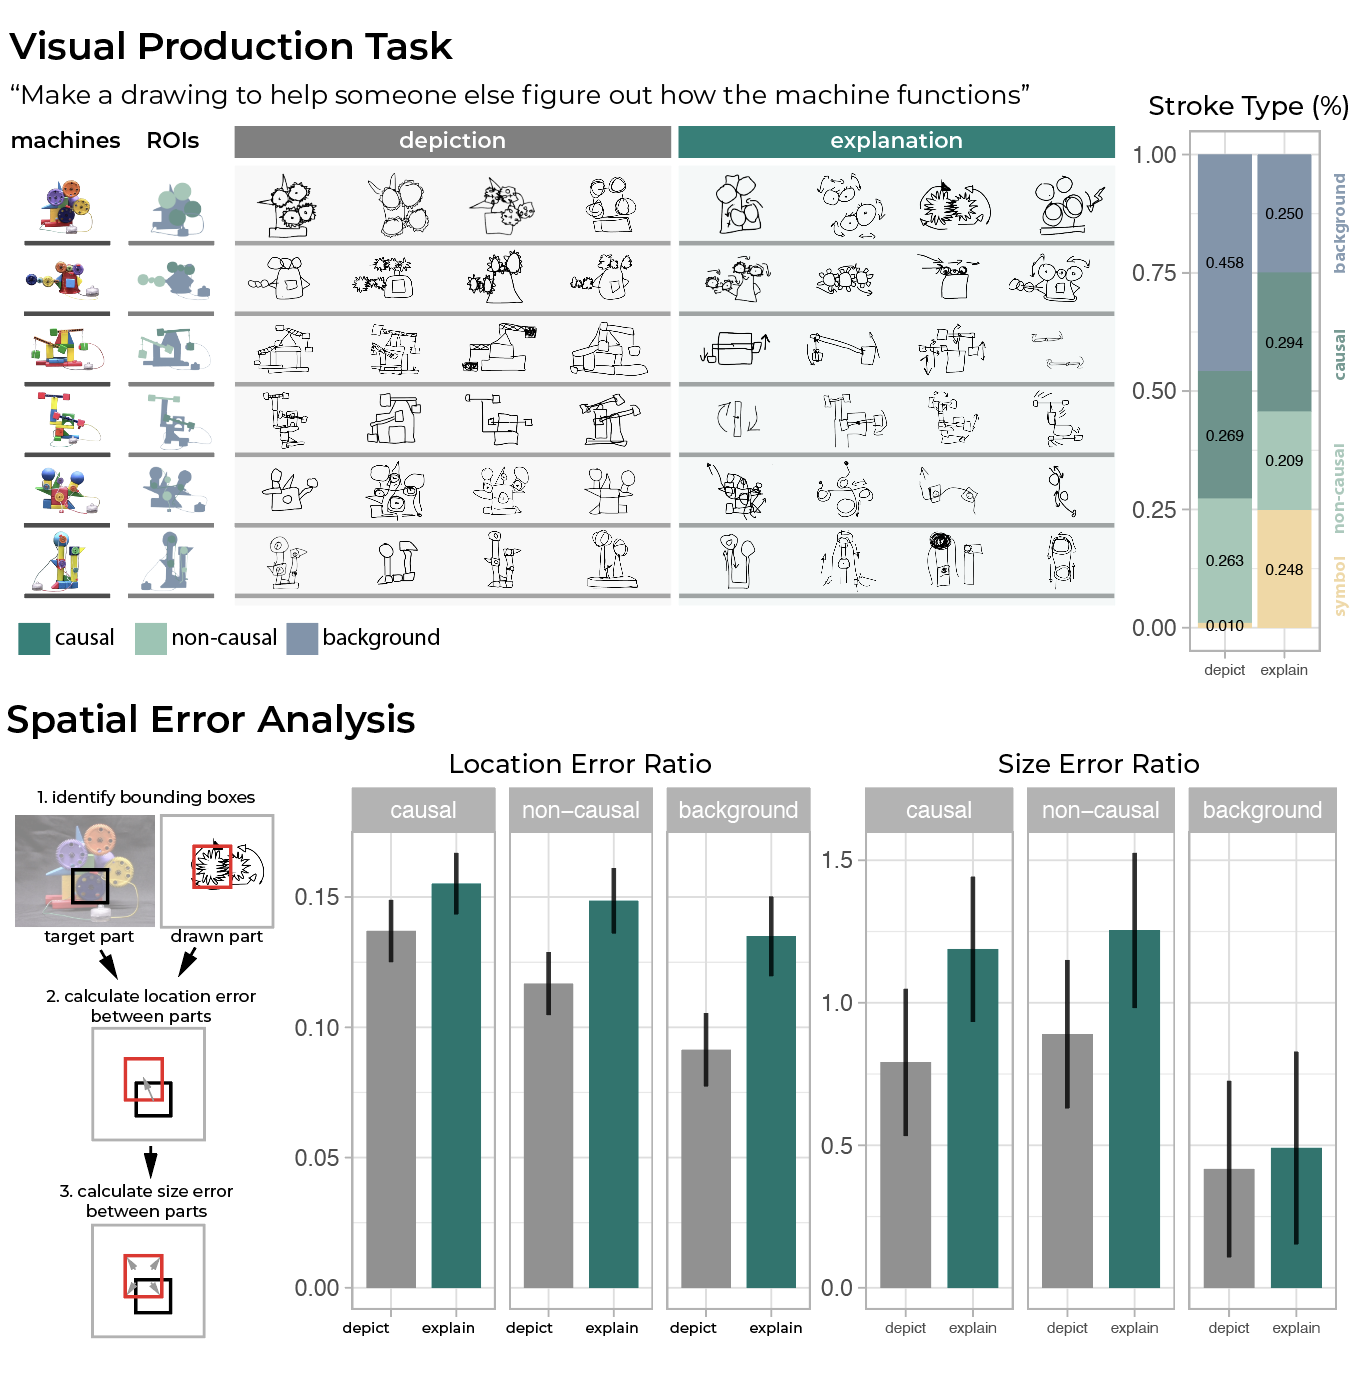 Visual Production Task
“Make a drawing to help someone else figure out how the machine functions”
machines
ROIs
depiction
explanation
causal
non-causal
background
Stroke Type (%)
1.00
0.75
0.50
0.25
0.00
0.458
0.269
0.263
0.010
0.250
0.294
0.209
0.248
depict
explain
background
causal
non-causal
symbol
Spatial Error Analysis
1. identify bounding boxes
target part
drawn part
2. calculate location error
between parts
3. calculate size error
between parts
Location Error Ratio
causal
non–causal
background
0.15
0.10
0.05
0.00
depict
explain
depict
explain
depict
explain
Size Error Ratio
causal
non–causal
background
1.5
1.0
0.5
0.0
depict
explain
depict
explain
depict
explain